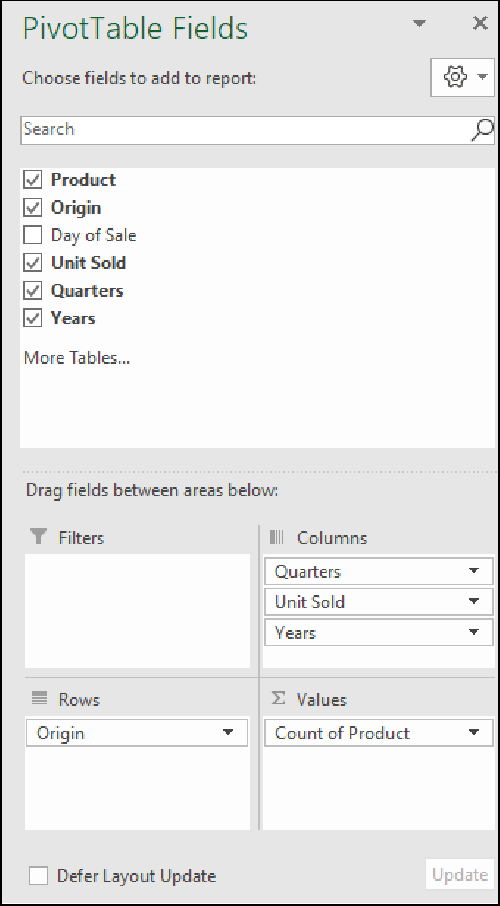 PivotTable Fields
Choose fields to add to report:
Search
Product
Origin
Day of Sale
Unit Sold
Quarters
Years
More Tables...
Drag fields between areas below:
Filters
Columns
Quarters
Unit Sold
Years
Rows
Values
Origin
Count of Product
Defer Layout Update
Update